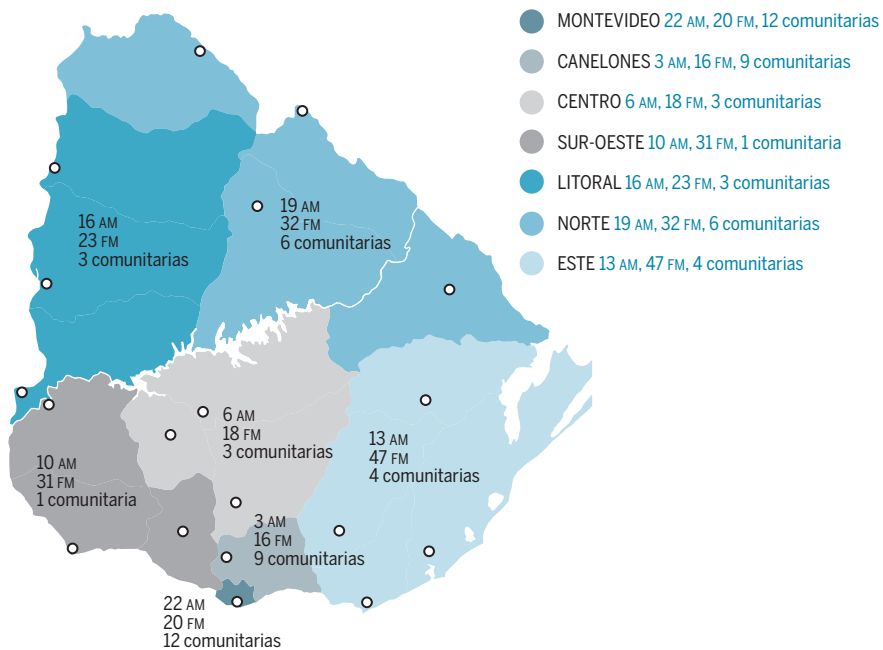 MONTEVIDEO 22 AM, 20 FM, 12 comunitarias
CANELONES 3 AM, 16 FM, 9 comunitarias
CENTRO 6 AM, 18 FM, 3 comunitarias
SUR-OESTE 10 AM, 31 FM, 1 comunitaria
LITORAL 16 AM, 23 FM, 3 comunitarias
NORTE 19 AM, 32 FM, 6 comunitarias
ESTE 13 AM, 47 FM, 4 comunitarias
19 AM
32 FM
6 comunitarias
16 AM
23 FM
3 comunitarias
6 AM
18 FM
3 comunitarias
13 AM
47 FM
4 comunitarias
10 AM
31 FM
1 comunitaria
3 AM
16 FM
9 comunitarias
22 AM
20 FM
12 comunitarias